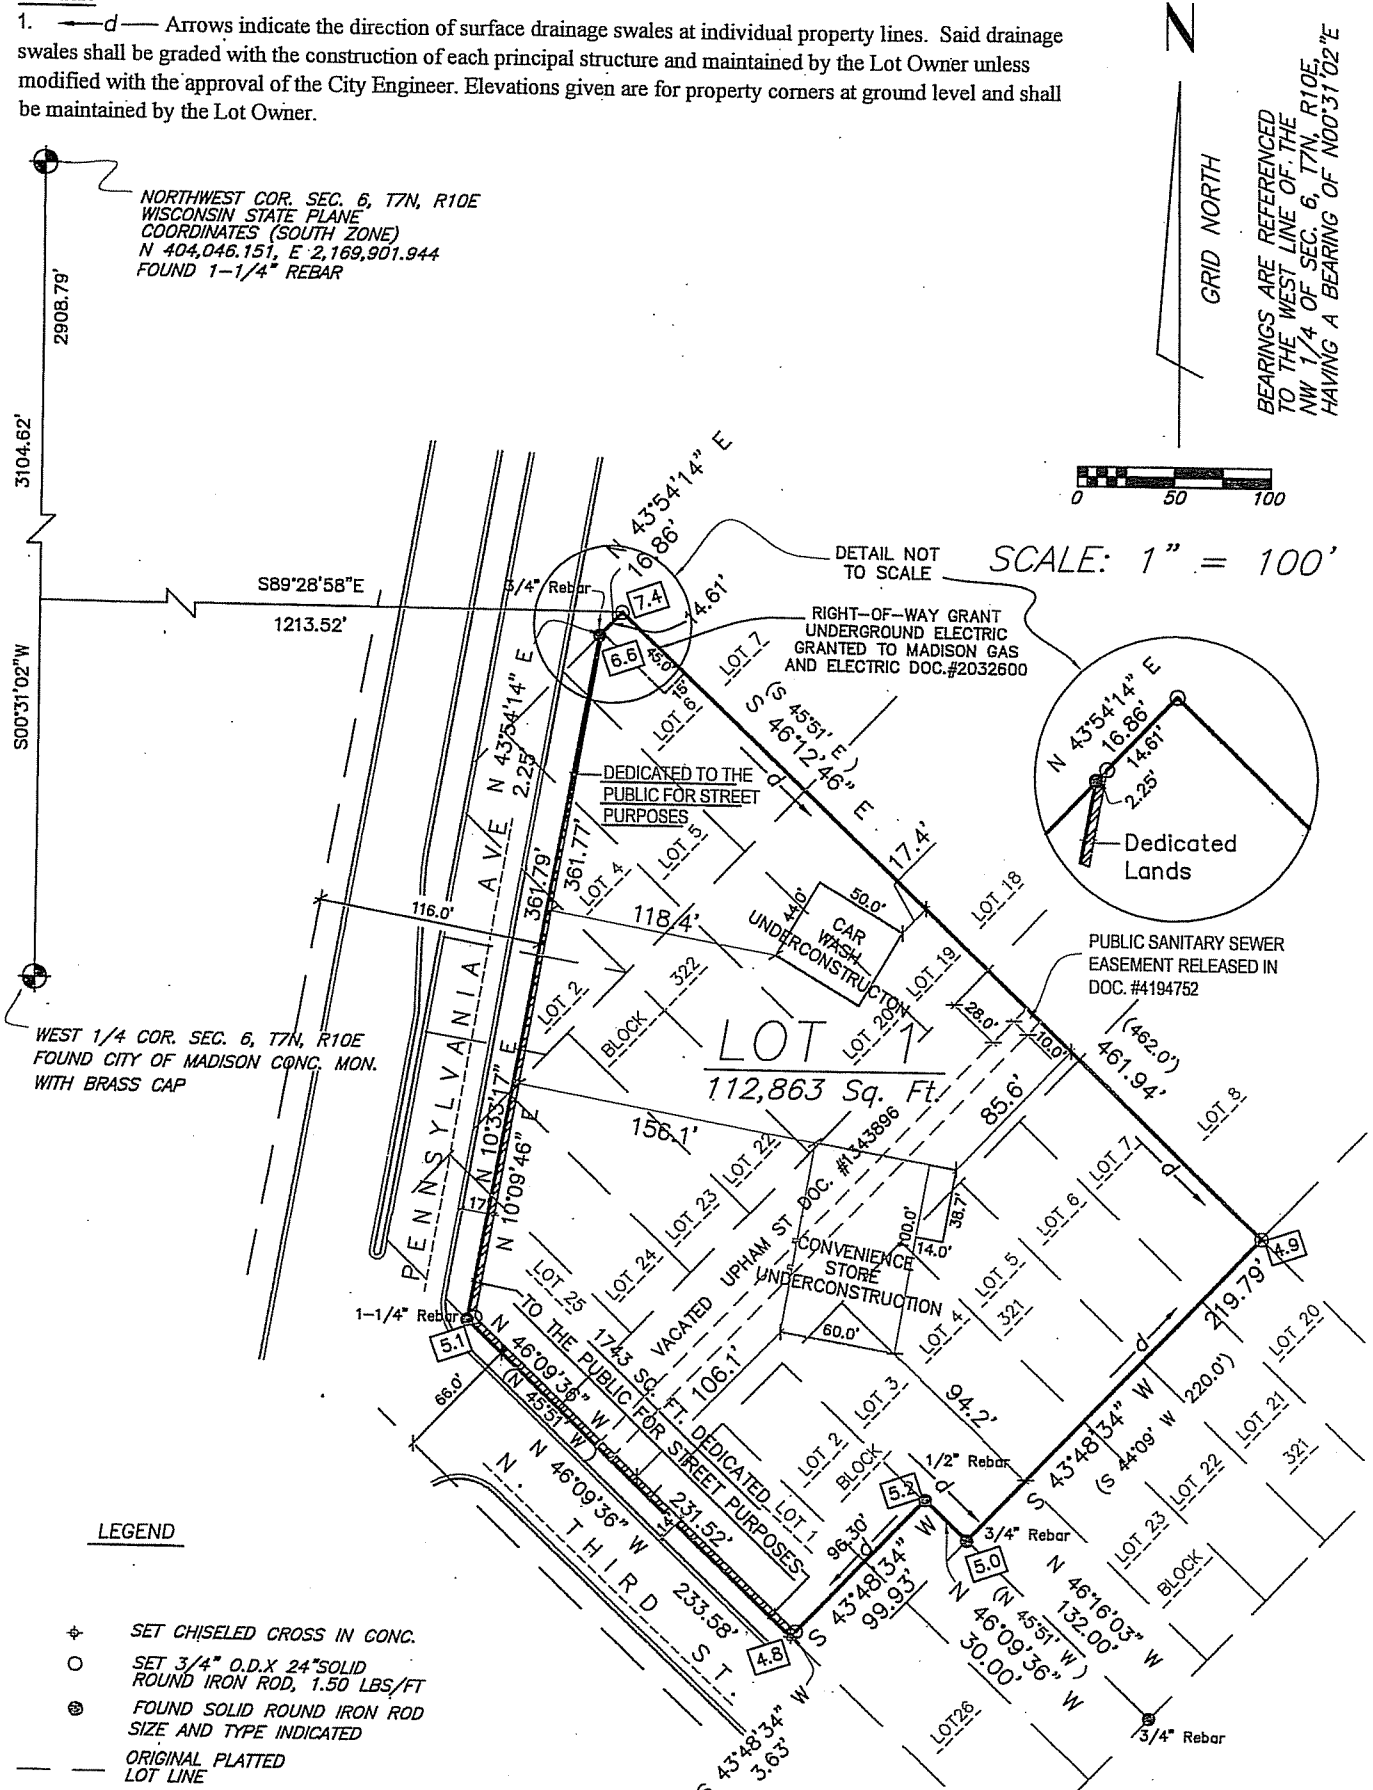 1. d Arrows indicate the direction of surface drainage swales at individual property lines. Said drainage
swales shall be graded with the construction of each principal structure and maintained by the Lot Owner unless
modified with the approval of the City Engineer. Elevations given are for property corners at ground level and shall
be maintained by the Lot Owner.
N
GRID NORTH
BEARINGS ARE REFERENCED
TO THE WEST LINE OF THE
NW 1/4 OF SEC. 6, T7N, R10E,
HAVING A BEARING OF N00°31'02"E
NORTHWEST COR. SEC. 6, T7N, R10E
WISCONSIN STATE PLANE
COORDINATES (SOUTH ZONE)
N 404,046.151, E 2,169,901.944
FOUND 1-1/4" REBAR
2908.79'
3104.62'
S00°31'02"W
0 50 100
SCALE: 1" = 100'
S89°28'58"E
1213.52'
3/4" Rebar
N 43°54'14" E
16.86'
7.4
14.61'
6.6
45.0'
15'
DETAIL NOT
TO SCALE
RIGHT-OF-WAY GRANT
UNDERGROUND ELECTRIC
GRANTED TO MADISON GAS
AND ELECTRIC DOC.#2032600
N 43°54'14" E
16.86'
14.61'
2.25'
Dedicated
Lands
N 43°54'14" E
2.25'
LOT 7
LOT 6
(S 45°51' E)
S 46°12'46" E
d
DEDICATED TO THE
PUBLIC FOR STREET
PURPOSES
LOT 5
LOT 4
361.79'
361.77'
116.0'
118.4'
17.4'
44.0'
50.0'
CAR
WASH
UNDERCONSTRUCTON
LOT 18
LOT 19
LOT 20
PUBLIC SANITARY SEWER
EASEMENT RELEASED IN
DOC. #4194752
28.0'
10.0'
(462.0')
461.94'
LOT 2
BLOCK
322
LOT 1
112,863 Sq. Ft.
WEST 1/4 COR. SEC. 6, T7N, R10E
FOUND CITY OF MADISON CONC. MON.
WITH BRASS CAP
PENNSYLVANIA AVE
N 10°33'17" E
N 10°09'46" E
17'
156.1'
85.6'
LOT 8
LOT 7
LOT 6
LOT 5
LOT 4
321
d
LOT 22
LOT 23
LOT 24
LOT 25
VACATED UPHAM ST DOC. #1343896
100.0'
38.7'
14.0'
CONVENIENCE
STORE
UNDERCONSTRUCTION
60.0'
4.9
219.79'
d
S 43°48'34" W
(S 44°09' W 220.0')
LOT 20
LOT 21
321
LOT 22
LOT 23
BLOCK
1-1/4" Rebar
5.1
66.0'
1743 SQ. FT. DEDICATED
TO THE PUBLIC FOR STREET PURPOSES
N 46°09'36" W
(N 45°51' W)
N 46°09'36" W
106.1'
94.2'
231.52'
14'
233.58'
N. THIRD ST.
LOT 3
LOT 2
BLOCK
LOT 1
1/2" Rebar
5.2
d
3/4" Rebar
5.0
96.30'
d
S 43°48'34" W
99.93'
4.8
N 46°16'03" W
132.00'
(N 45°51' W)
N 46°09'36" W
30.00'
3/4" Rebar
LOT26
S 43°48'34" W
3.63'
LEGEND
SET CHISELED CROSS IN CONC.
SET 3/4" O.D.X 24"SOLID
ROUND IRON ROD, 1.50 LBS/FT
FOUND SOLID ROUND IRON ROD
SIZE AND TYPE INDICATED
ORIGINAL PLATTED
LOT LINE